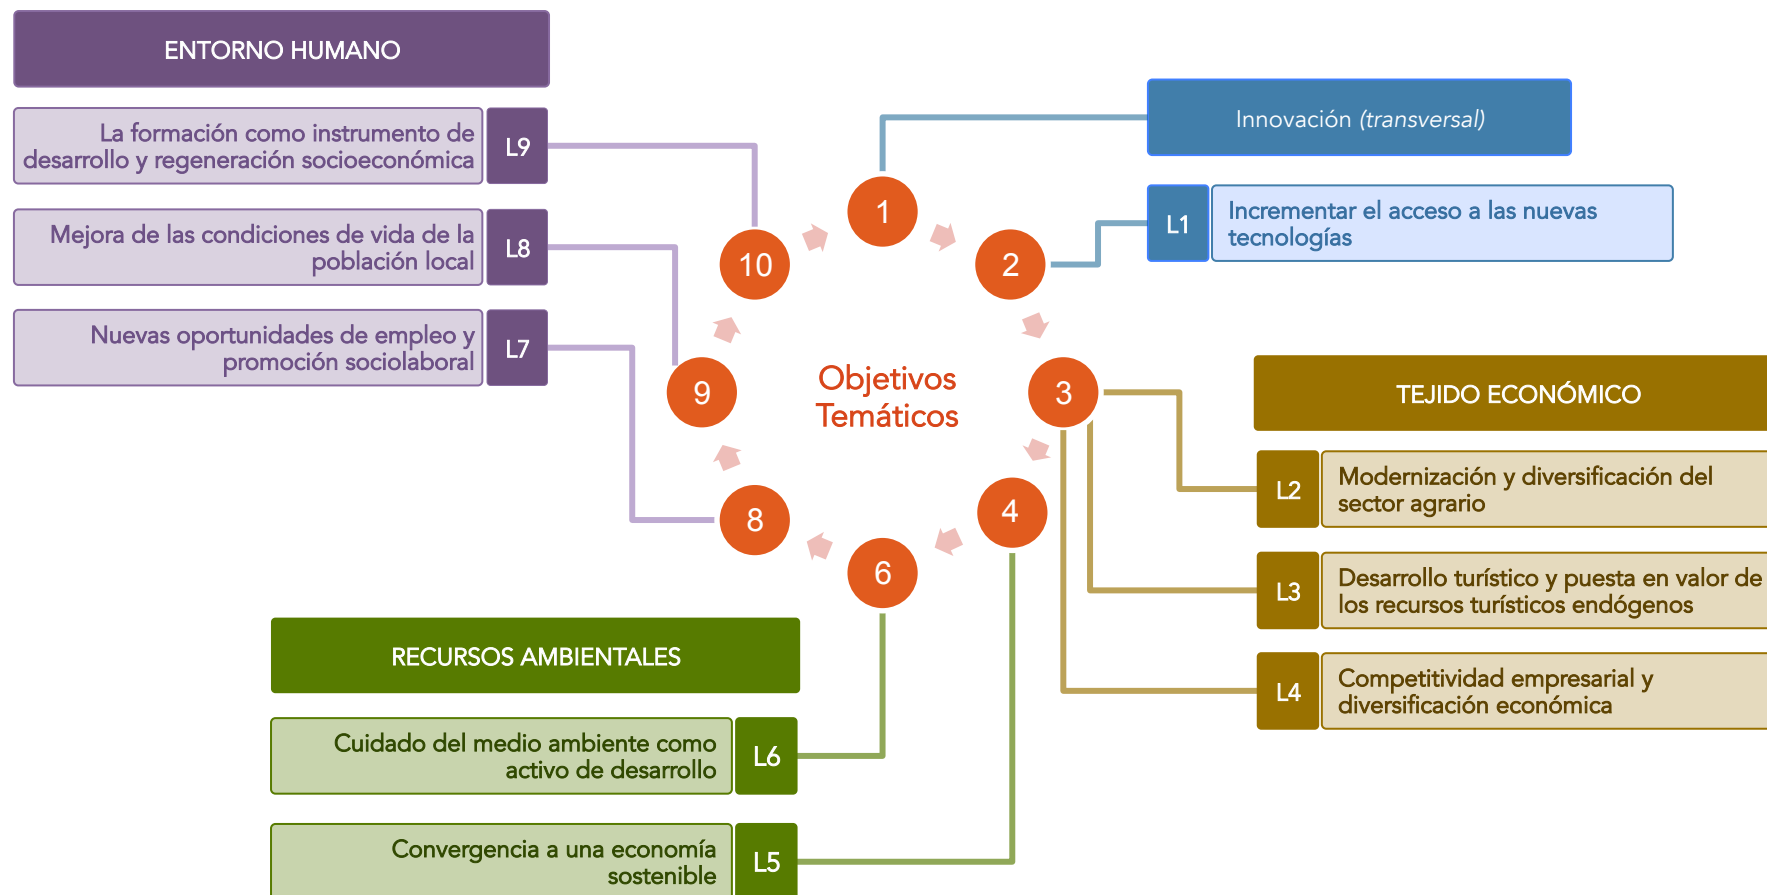 ENTORNO HUMANO
La formación como instrumento de
desarrollo y regeneración socioeconómica
L9
Mejora de las condiciones de vida de la
población local
L8
Nuevas oportunidades de empleo y
promoción sociolaboral
L7
Innovación (transversal)
L1
Incrementar el acceso a las nuevas
tecnologías
1
2
3
4
6
8
9
10
Objetivos
Temáticos
TEJIDO ECONÓMICO
L2
Modernización y diversificación del
sector agrario
L3
Desarrollo turístico y puesta en valor de
los recursos turísticos endógenos
L4
Competitividad empresarial y
diversificación económica
RECURSOS AMBIENTALES
Cuidado del medio ambiente como
activo de desarrollo
L6
Convergencia a una economía
sostenible
L5